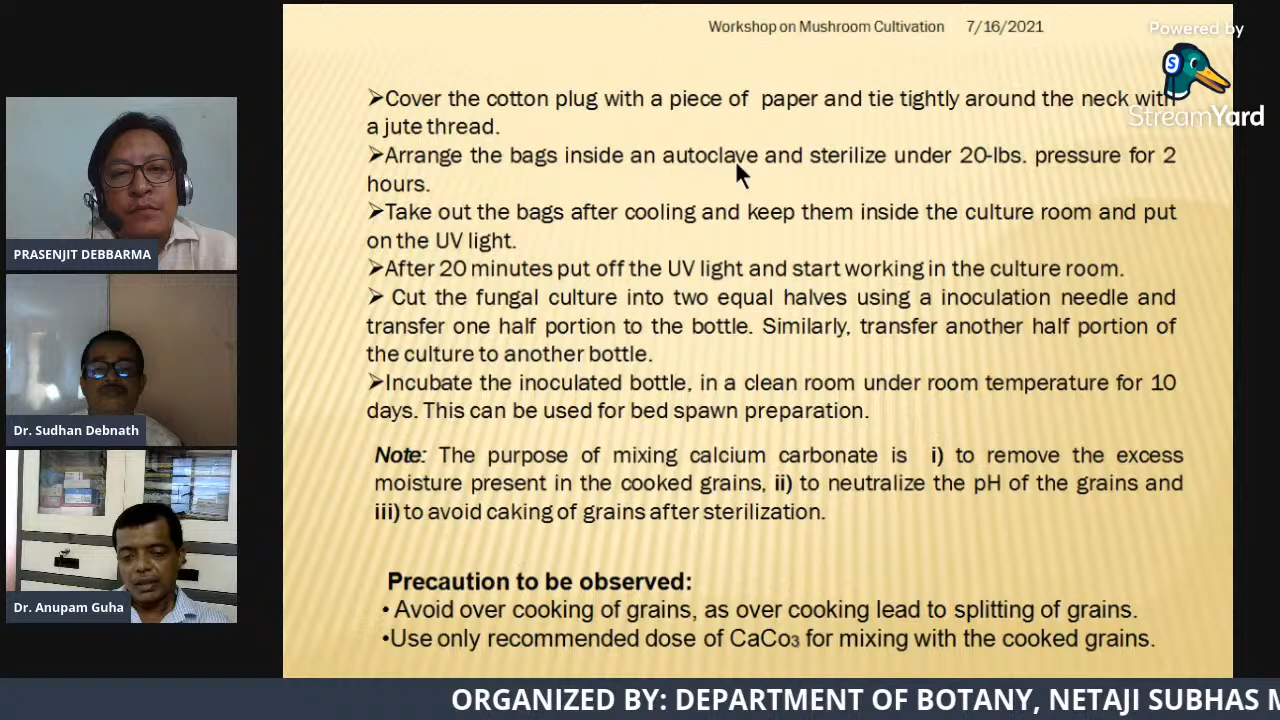 Workshop on Mushroom Cultivation 7/16/2021
Powered by
S
StreamYard
➢Cover the cotton plug with a piece of paper and tie tightly around the neck with
a jute thread.
➢Arrange the bags inside an autoclave and sterilize under 20-lbs. pressure for 2
hours.
➢Take out the bags after cooling and keep them inside the culture room and put
on the UV light.
➢After 20 minutes put off the UV light and start working in the culture room.
➢ Cut the fungal culture into two equal halves using a inoculation needle and
transfer one half portion to the bottle. Similarly, transfer another half portion of
the culture to another bottle.
➢Incubate the inoculated bottle, in a clean room under room temperature for 10
days. This can be used for bed spawn preparation.
Note: The purpose of mixing calcium carbonate is i) to remove the excess
moisture present in the cooked grains, ii) to neutralize the pH of the grains and
iii) to avoid caking of grains after sterilization.
Precaution to be observed:
• Avoid over cooking of grains, as over cooking lead to splitting of grains.
•Use only recommended dose of CaCo₃ for mixing with the cooked grains.
PRASENJIT DEBBARMA
Dr. Sudhan Debnath
Dr. Anupam Guha
ORGANIZED BY: DEPARTMENT OF BOTANY, NETAJI SUBHAS